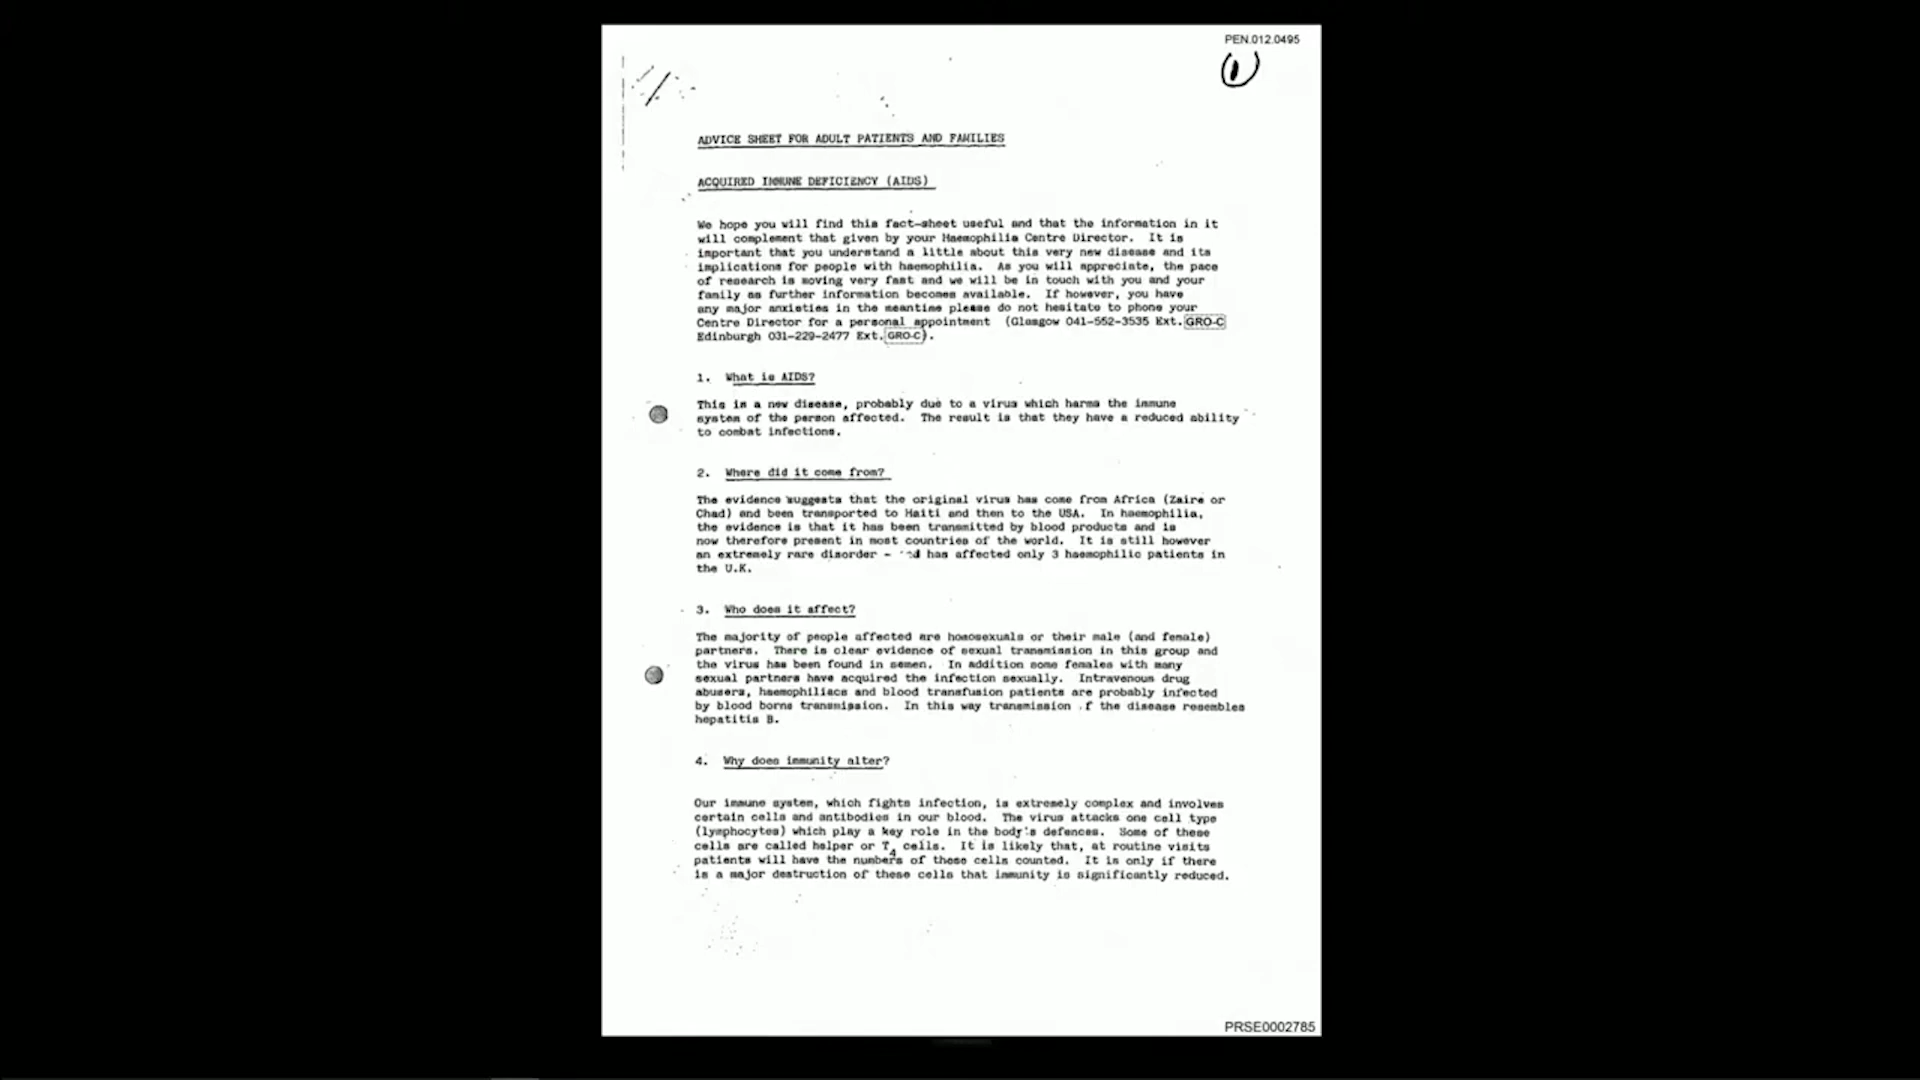 PEN.012.0495
1
ADVICE SHEET FOR ADULT PATIENTS AND FAMILIES
ACQUIRED IMMUNE DEFICIENCY (AIDS)
We hope you will find this fact-sheet useful and that the information in it
will complement that given by your Haemophilia Centre Director. It is
important that you understand a little about this very new disease and its
implications for people with haemophilia. As you will appreciate, the pace
of research is moving very fast and we will be in touch with you and your
family as further information becomes available. If however, you have
any major anxieties in the meantime please do not hesitate to phone your
Centre Director for a personal appointment (Glasgow 041-552-3535 Ext. GRO-C
Edinburgh 031-229-2477 Ext. GRO-C).
1. What is AIDS?
This is a new disease, probably due to a virus which harms the immune
system of the person affected. The result is that they have a reduced ability
to combat infections.
2. Where did it come from?
The evidence suggests that the original virus has come from Africa (Zaire or
Chad) and been transported to Haiti and then to the USA. In haemophilia,
the evidence is that it has been transmitted by blood products and is
now therefore present in most countries of the world. It is still however
an extremely rare disorder - has affected only 3 haemophilic patients in
the U.K.
3. Who does it affect?
The majority of people affected are homosexuals or their male (and female)
partners. There is clear evidence of sexual transmission in this group and
the virus has been found in semen. In addition some females with many
sexual partners have acquired the infection sexually. Intravenous drug
abusers, haemophiliacs and blood transfusion patients are probably infected
by blood borne transmission. In this way transmission the disease resembles
hepatitis B.
4. Why does immunity alter?
Our immune system, which fights infection, is extremely complex and involves
certain cells and antibodies in our blood. The virus attacks one cell type
(lymphocytes) which play a key role in the body's defences. Some of these
cells are called helper or T4 cells. It is likely that, at routine visits
patients will have the numbers of these cells counted. It is only if there
is a major destruction of these cells that immunity is significantly reduced.
PRSE0002785